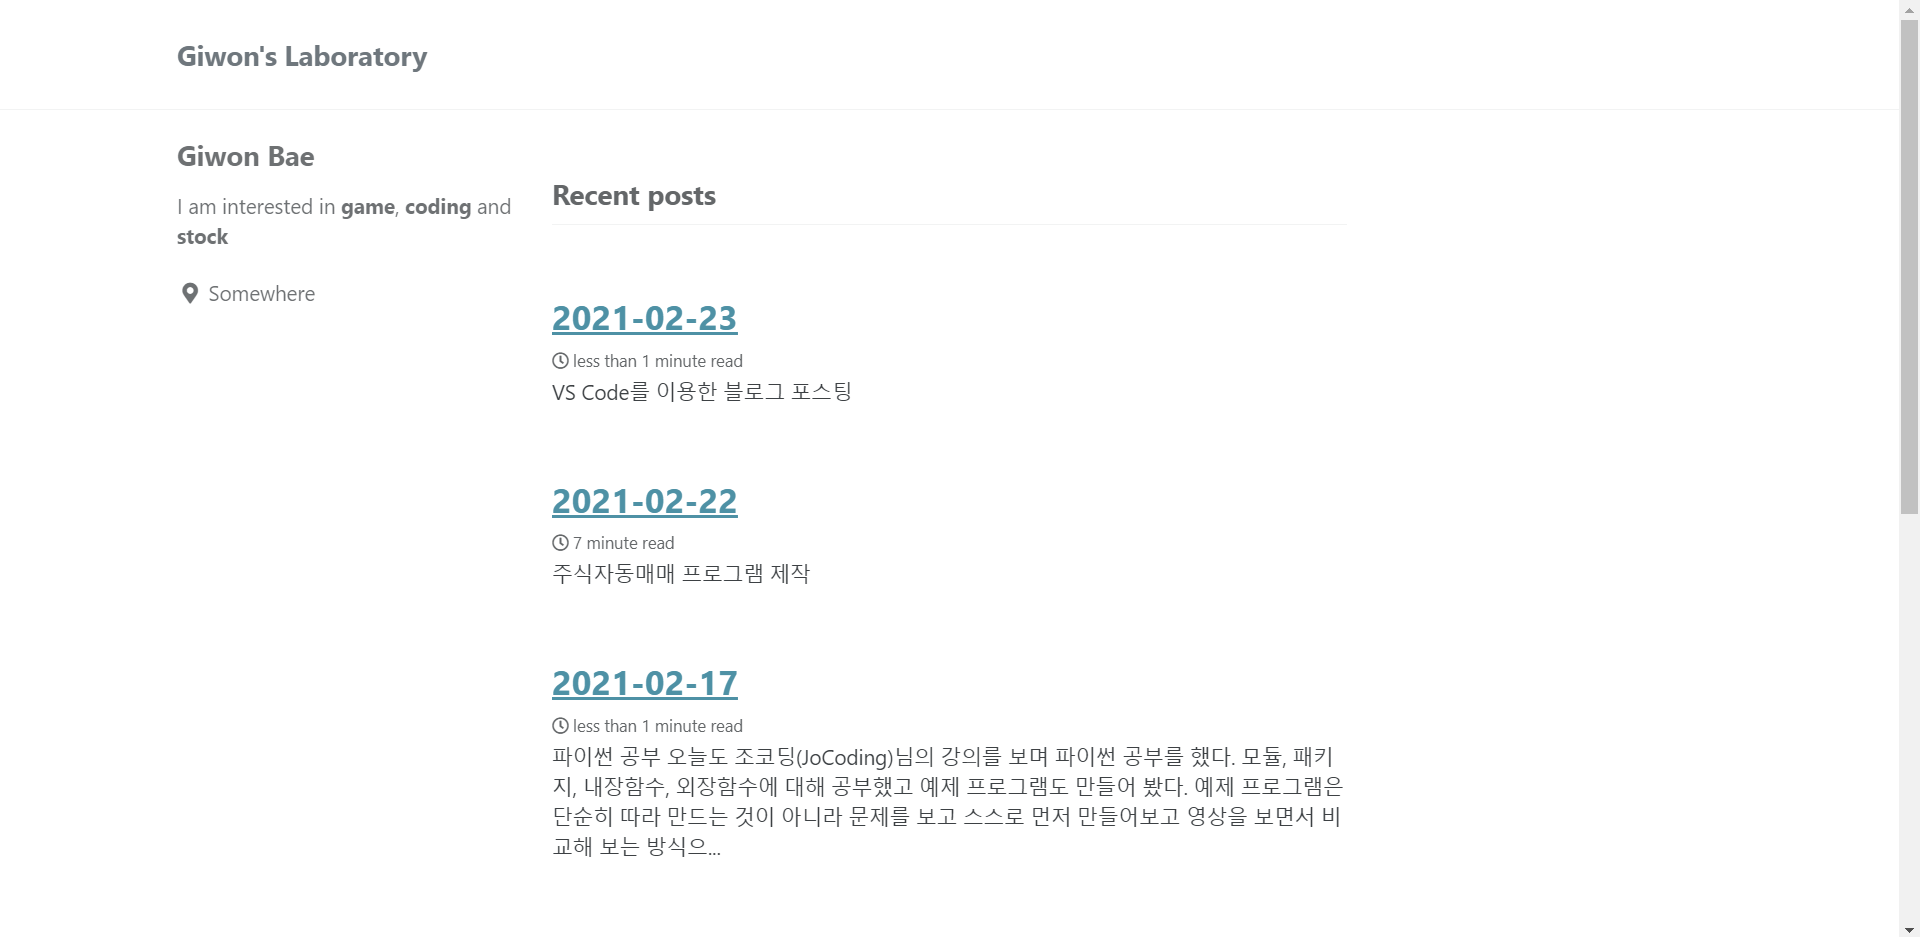 Giwon's Laboratory
Giwon Bae
I am interested in game, coding and
stock
Somewhere
Recent posts
2021-02-23
less than 1 minute read
VS Code를 이용한 블로그 포스팅
2021-02-22
7 minute read
주식자동매매 프로그램 제작
2021-02-17
less than 1 minute read
파이썬 공부 오늘도 조코딩(JoCoding)님의 강의를 보며 파이썬 공부를 했다. 모듈, 패키
지, 내장함수, 외장함수에 대해 공부했고 예제 프로그램도 만들어 봤다. 예제 프로그램은
단순히 따라 만드는 것이 아니라 문제를 보고 스스로 먼저 만들어보고 영상을 보면서 비
교해 보는 방식으...